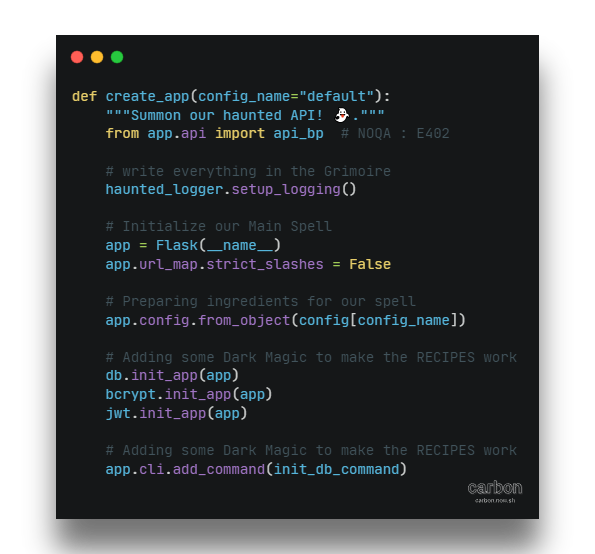 def create_app(config_name="default"):
    """Summon our haunted API! 👻."""
    from app.api import api_bp  # NOQA : E402

    # write everything in the Grimoire
    haunted_logger.setup_logging()

    # Initialize our Main Spell
    app = Flask(__name__)
    app.url_map.strict_slashes = False

    # Preparing ingredients for our spell
    app.config.from_object(config[config_name])

    # Adding some Dark Magic to make the RECIPES work
    db.init_app(app)
    bcrypt.init_app(app)
    jwt.init_app(app)

    # Adding some Dark Magic to make the RECIPES work
    app.cli.add_command(init_db_command)
carbon
carbon.now.sh